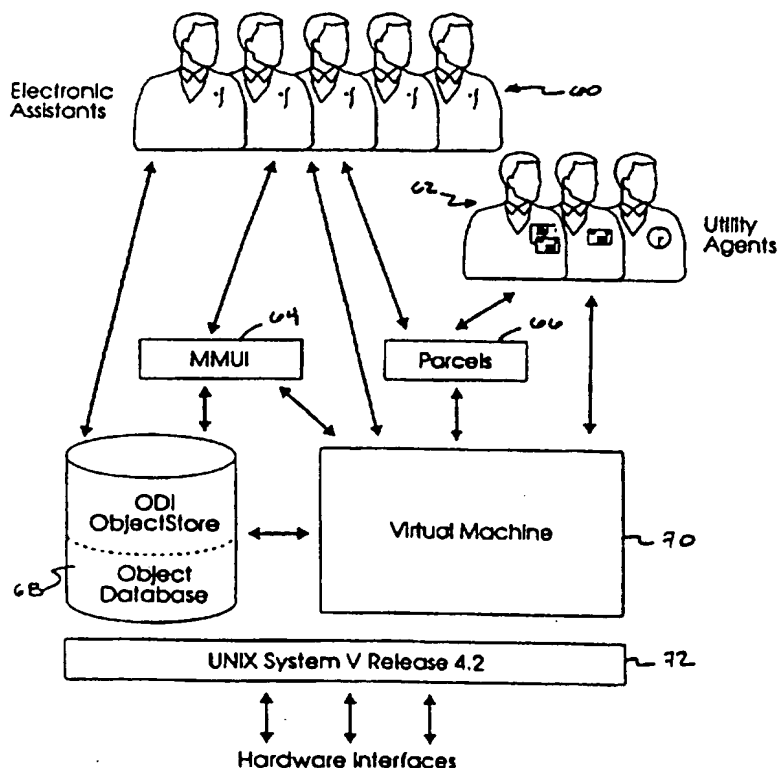 Electronic
Assistants
60
62
Utility
Agents
64
66
MMUI
Parcels
ODI
ObjectStore
Virtual Machine
70
68
Object
Database
UNIX System V Release 4.2
72
Hardware Interfaces